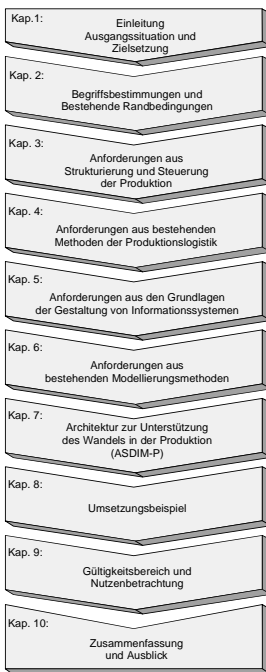 Kap.1:
Einleitung
Ausgangssituation und
Zielsetzung
Kap. 2:
Begriffsbestimmungen und
Bestehende Randbedingungen
Kap. 3:
Anforderungen aus
Strukturierung und Steuerung
der Produktion
Kap. 4:
Anforderungen aus bestehenden
Methoden der Produktionslogistik
Kap. 5:
Anforderungen aus den Grundlagen
der Gestaltung von Informationssystemen
Kap. 6:
Anforderungen aus
bestehenden Modellierungsmethoden
Kap. 7:
Architektur zur Unterstützung
des Wandels in der Produktion
(ASDIM-P)
Kap. 8:
Umsetzungsbeispiel
Kap. 9:
Gültigkeitsbereich und
Nutzenbetrachtung
Kap. 10:
Zusammenfassung
und Ausblick